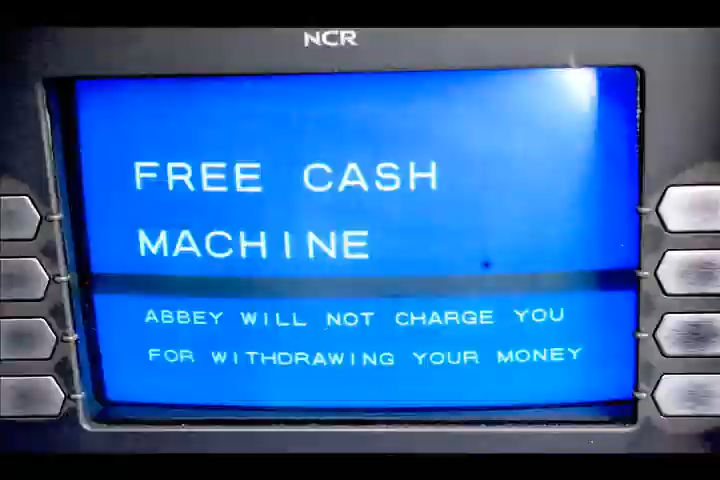 NCR
FREE CASH
MACHINE
ABBEY WILL NOT CHARGE YOU
FOR WITHDRAWING YOUR MONEY